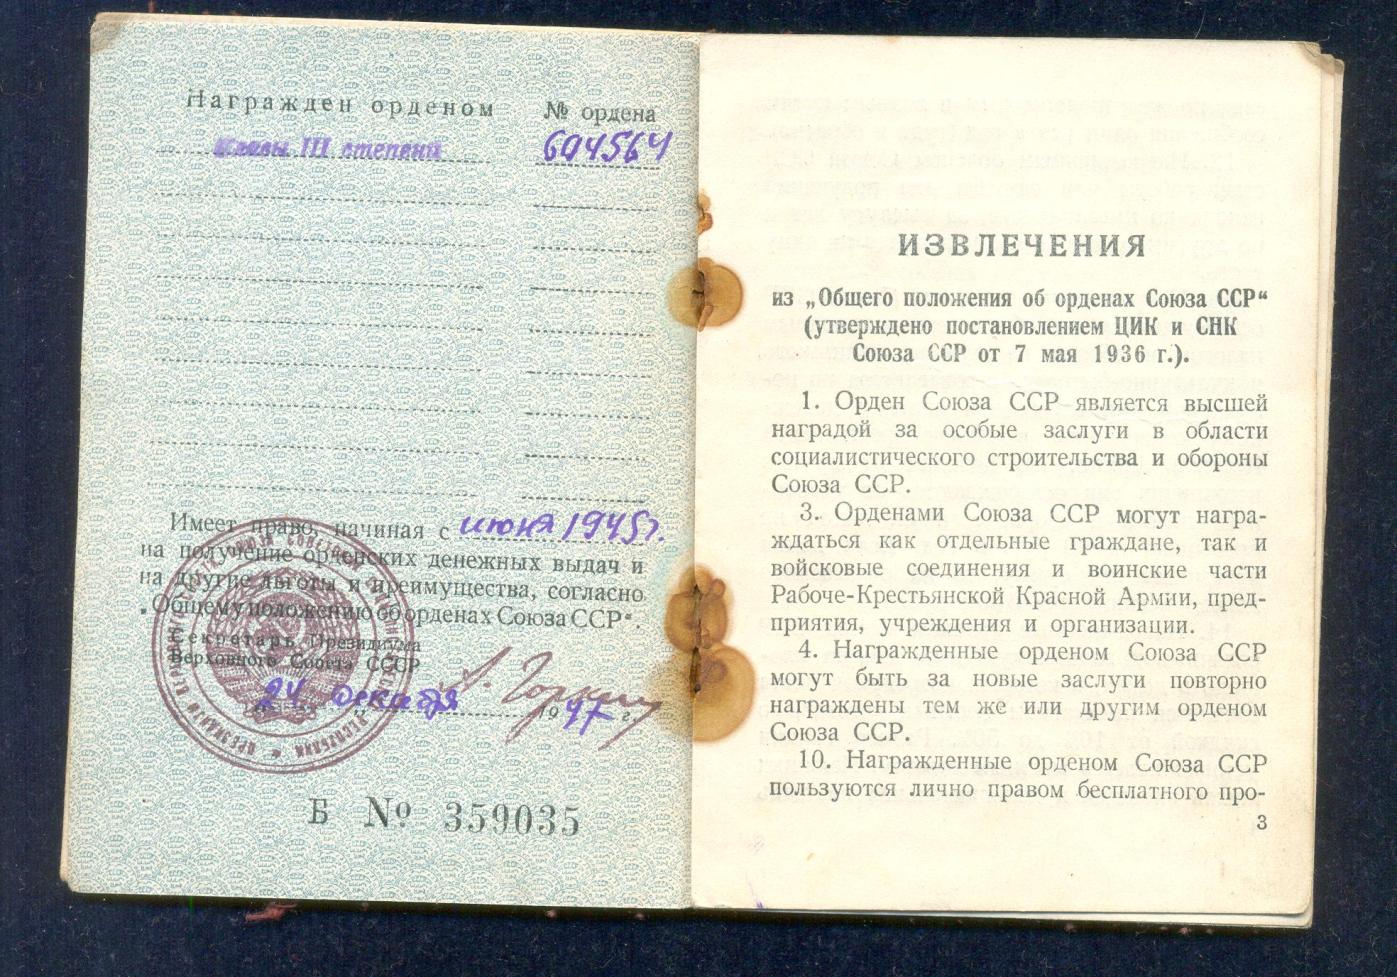 Награжден орденом № ордена
Славы III степени 694564
Имеет право, начиная с июня 1945 г.
на получение орденских денежных выдач и
на другие льготы и преимущества, согласно
„Общему положению об орденах Союза ССР“.
Секретарь Президиума
Верховного Совета СССР
24 декабря 1947 г.
Б № 359035
ИЗВЛЕЧЕНИЯ
из „Общего положения об орденах Союза ССР“
(утверждено постановлением ЦИК и СНК
Союза ССР от 7 мая 1936 г.).
1. Орден Союза ССР является высшей
наградой за особые заслуги в области
социалистического строительства и обороны
Союза ССР.
3. Орденами Союза ССР могут награ-
ждаться как отдельные граждане, так и
войсковые соединения и воинские части
Рабоче-Крестьянской Красной Армии, пред-
приятия, учреждения и организации.
4. Награжденные орденом Союза ССР
могут быть за новые заслуги повторно
награждены тем же или другим орденом
Союза ССР.
10. Награжденные орденом Союза ССР
пользуются лично правом бесплатного про-
3